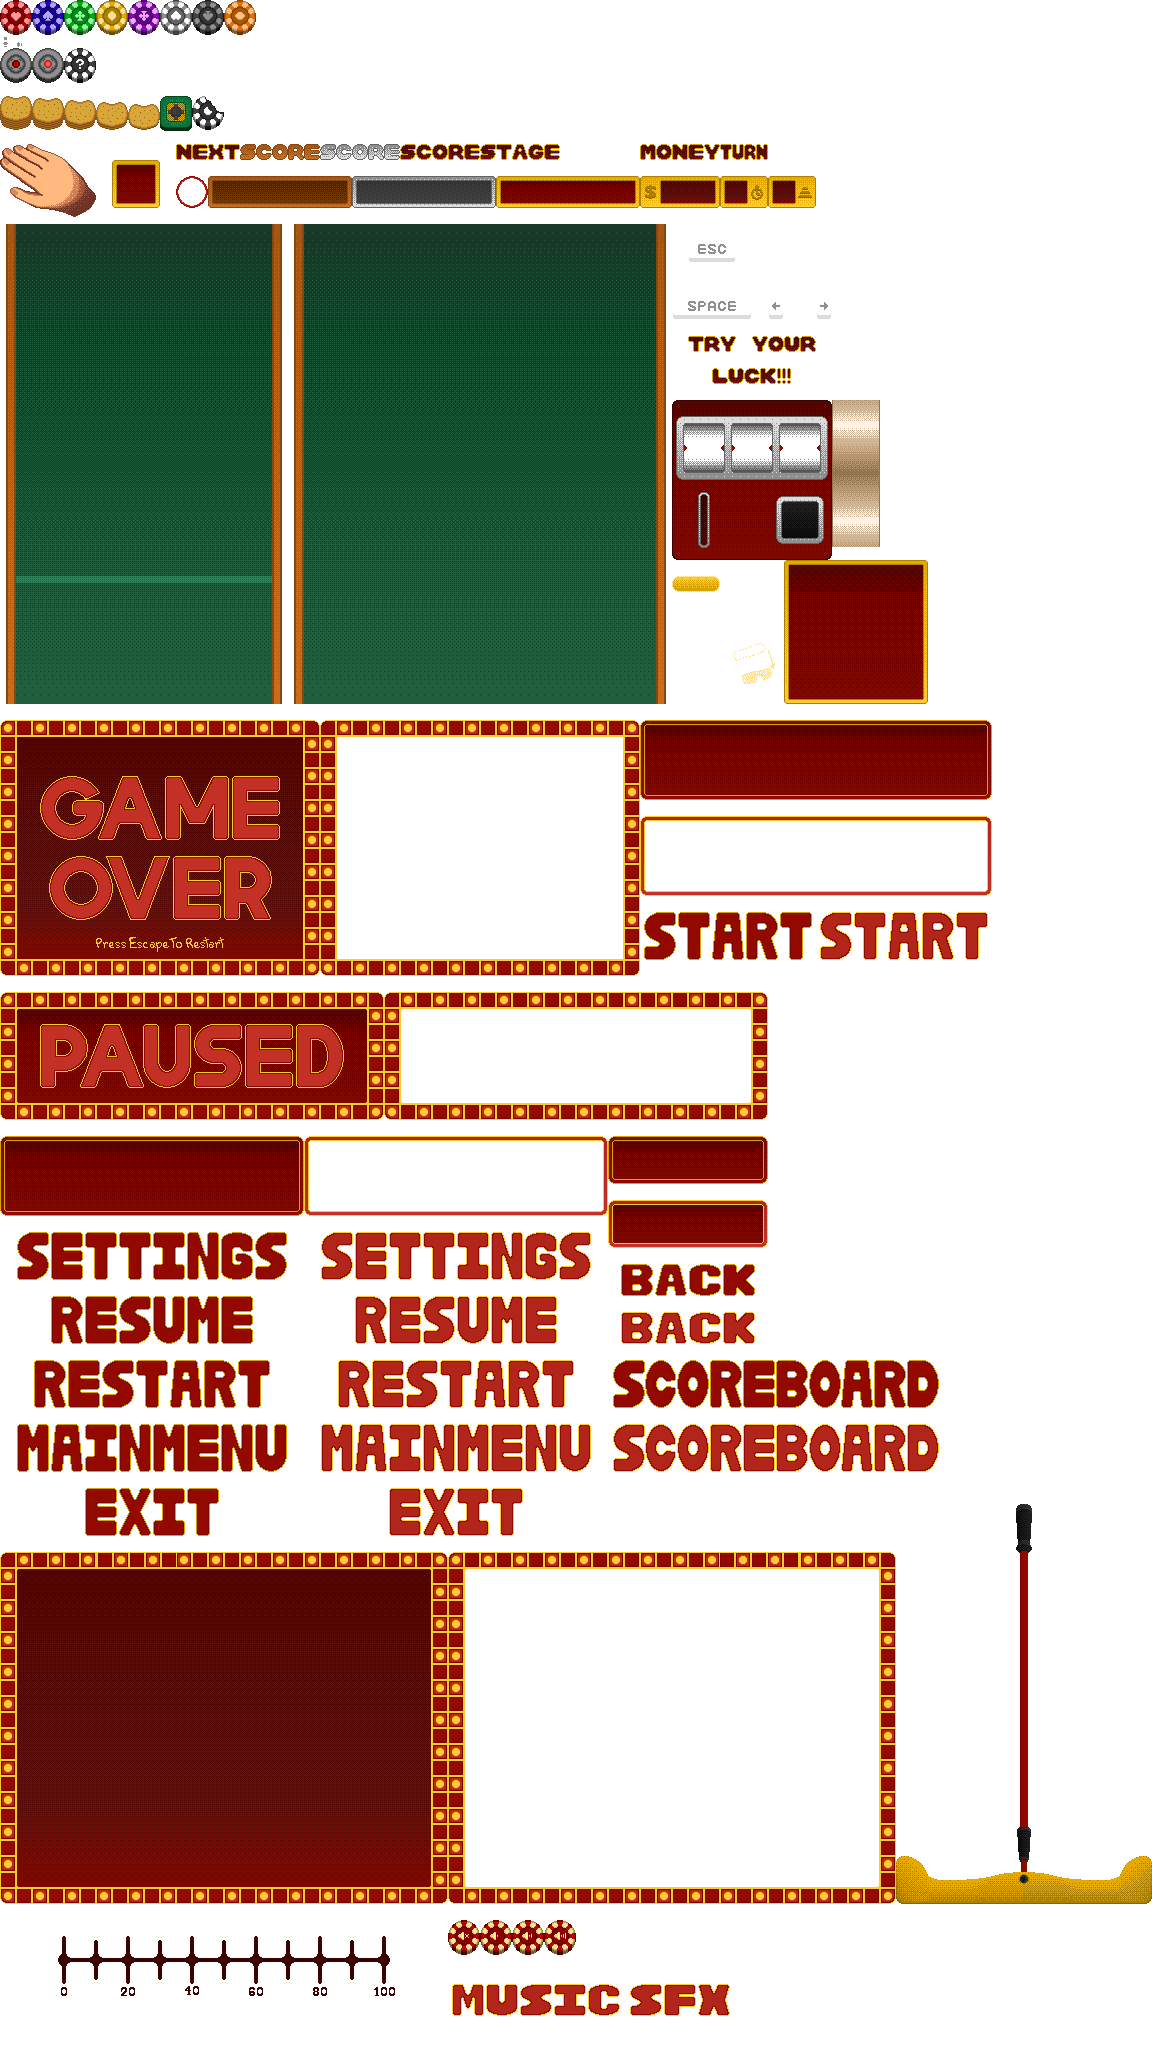 ?
NEXTSCORESCORESCORESTAGE MONEYTURN
$
ESC
SPACE ← →
TRY YOUR
LUCK!!!
GAME
OVER
Press Escape To Restart
START START
PAUSED
SETTINGS SETTINGS
BACK
RESUME RESUME
BACK
RESTART RESTART SCOREBOARD
MAINMENU MAINMENU SCOREBOARD
EXIT EXIT
0 20 40 60 80 100
MUSIC SFX